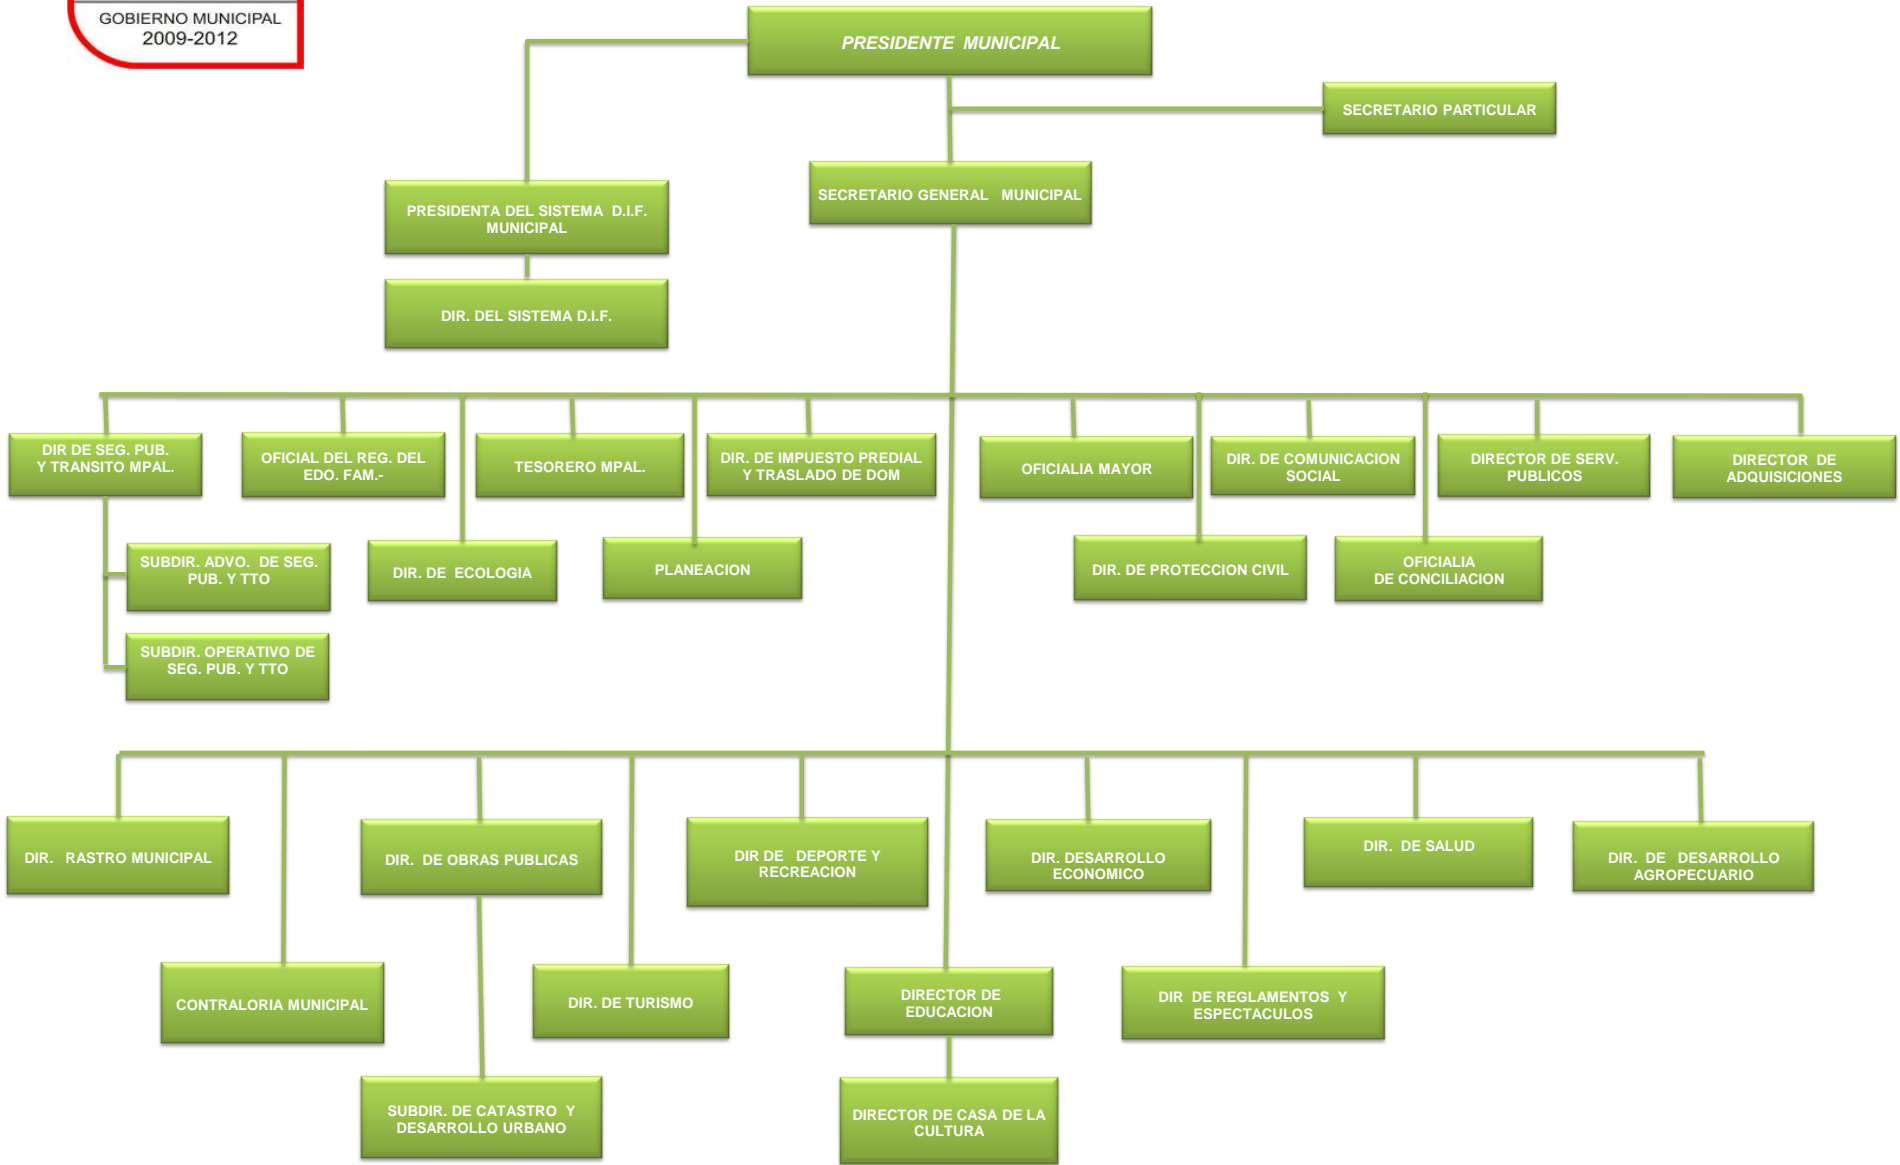 GOBIERNO MUNICIPAL
2009-2012
PRESIDENTE MUNICIPAL
SECRETARIO PARTICULAR
SECRETARIO GENERAL MUNICIPAL
PRESIDENTA DEL SISTEMA D.I.F.
MUNICIPAL
DIR. DEL SISTEMA D.I.F.
DIR DE SEG. PUB.
Y TRANSITO MPAL.
OFICIAL DEL REG. DEL
EDO. FAM.-
TESORERO MPAL.
DIR. DE IMPUESTO PREDIAL
Y TRASLADO DE DOM
OFICIALIA MAYOR
DIR. DE COMUNICACION
SOCIAL
DIRECTOR DE SERV.
PUBLICOS
DIRECTOR DE
ADQUISICIONES
SUBDIR. ADVO. DE SEG.
PUB. Y TTO
DIR. DE ECOLOGIA
PLANEACION
DIR. DE PROTECCION CIVIL
OFICIALIA
DE CONCILIACION
SUBDIR. OPERATIVO DE
SEG. PUB. Y TTO
DIR. RASTRO MUNICIPAL
DIR. DE OBRAS PUBLICAS
DIR DE DEPORTE Y
RECREACION
DIR. DESARROLLO
ECONOMICO
DIR. DE SALUD
DIR. DE DESARROLLO
AGROPECUARIO
CONTRALORIA MUNICIPAL
DIR. DE TURISMO
DIRECTOR DE
EDUCACION
DIR DE REGLAMENTOS Y
ESPECTACULOS
SUBDIR. DE CATASTRO Y
DESARROLLO URBANO
DIRECTOR DE CASA DE LA
CULTURA